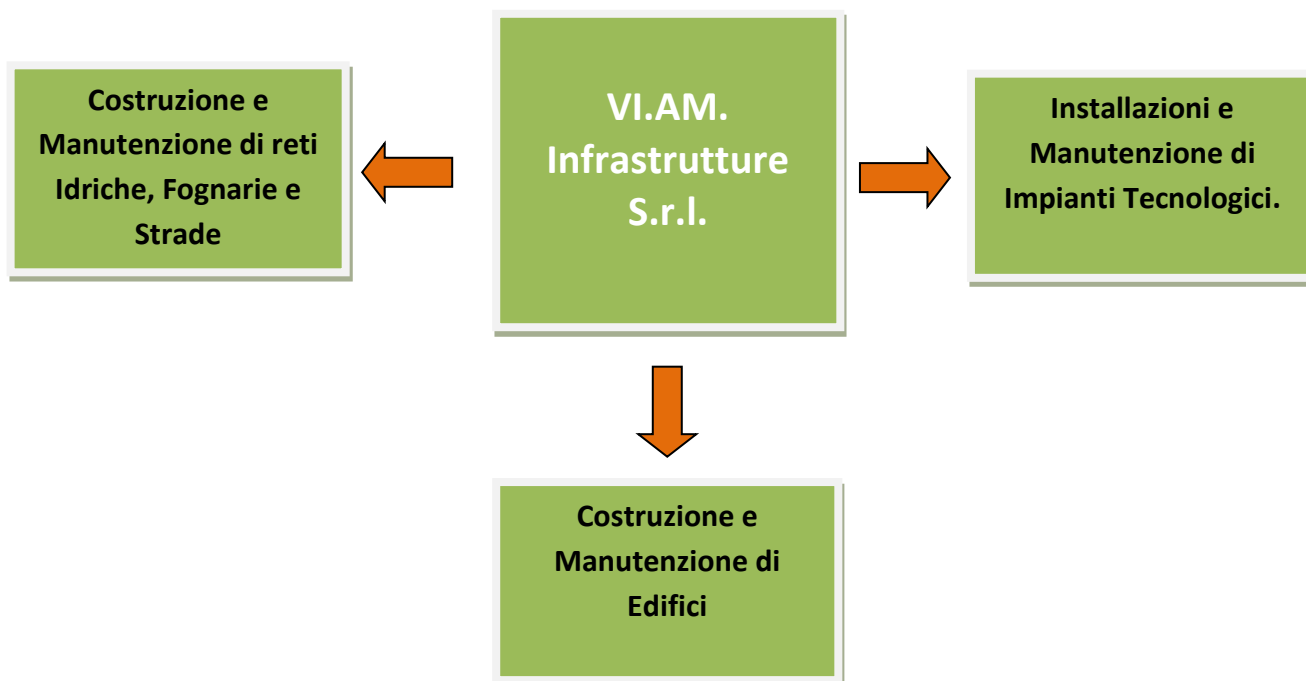 VI.AM.
Infrastrutture
S.r.l.
Costruzione e
Manutenzione di reti
Idriche, Fognarie e
Strade
Installazioni e
Manutenzione di
Impianti Tecnologici.
Costruzione e
Manutenzione di
Edifici